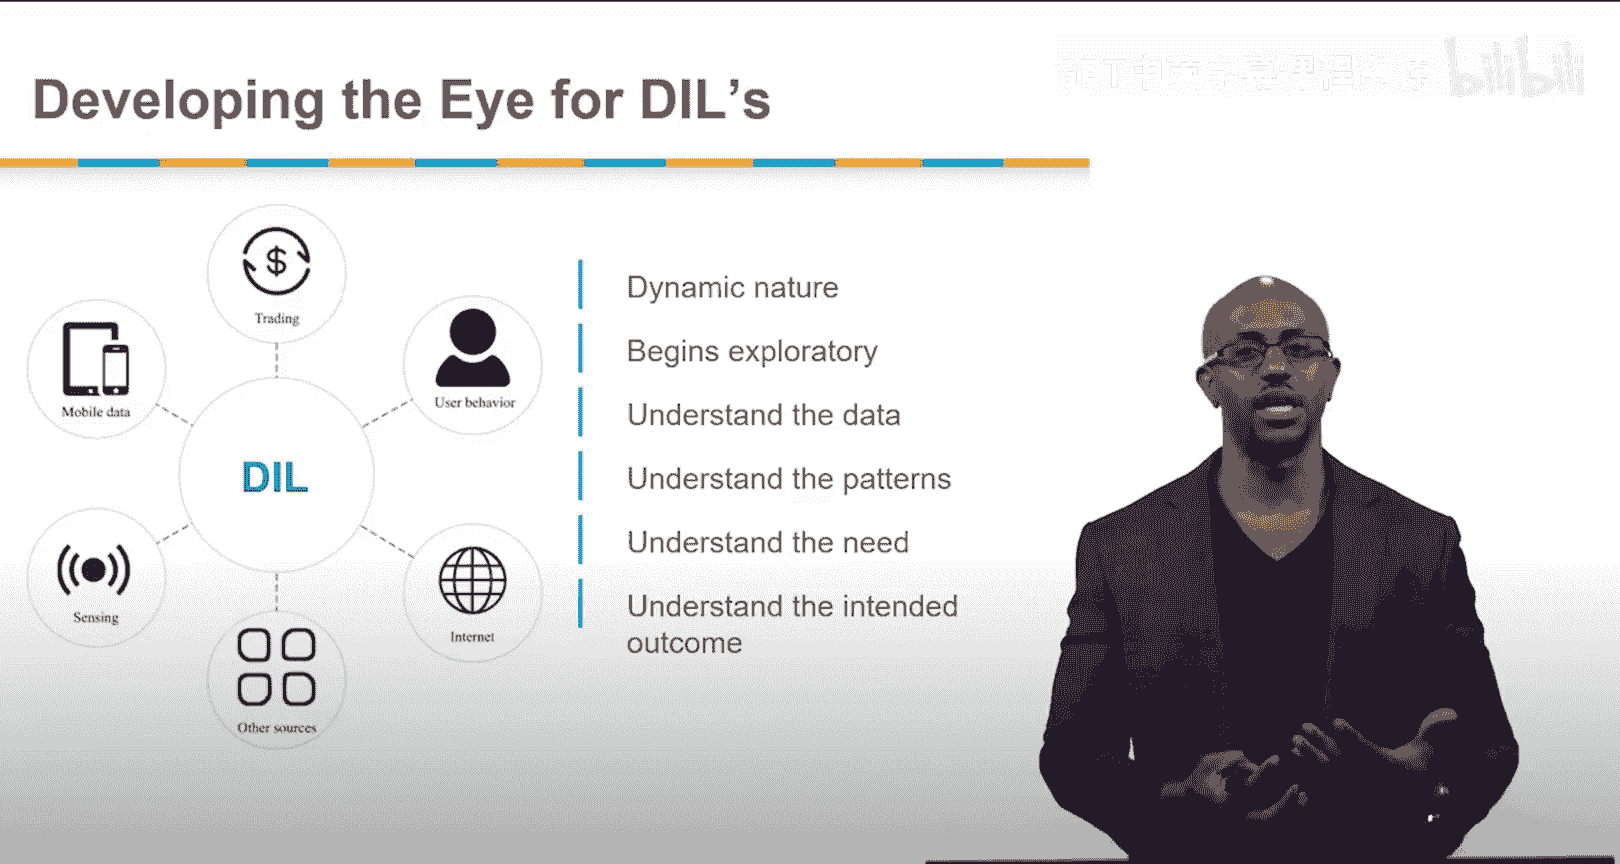 Developing the Eye for DIL’s
Trading
Mobile data
User behavior
DIL
Sensing
Internet
Other sources
Dynamic nature
Begins exploratory
Understand the data
Understand the patterns
Understand the need
Understand the intended
outcome
bilibili